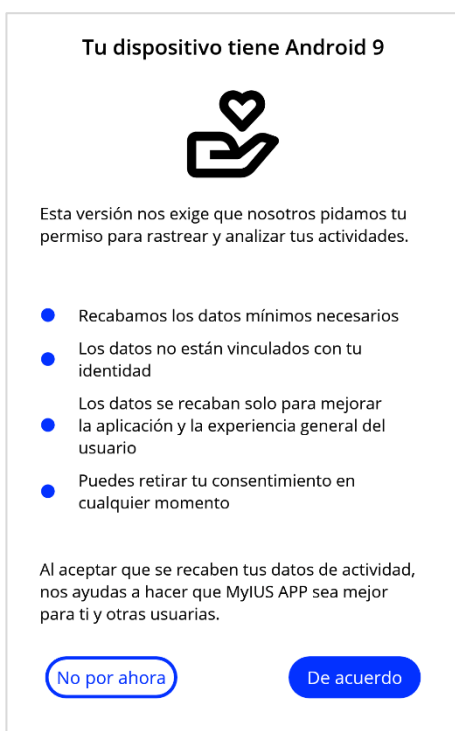 Tu dispositivo tiene Android 9
Esta versión nos exige que nosotros pidamos tu
permiso para rastrear y analizar tus actividades.
Recabamos los datos mínimos necesarios
Los datos no están vinculados con tu
identidad
Los datos se recaban solo para mejorar
la aplicación y la experiencia general del
usuario
Puedes retirar tu consentimiento en
cualquier momento
Al aceptar que se recaben tus datos de actividad,
nos ayudas a hacer que MyIUS APP sea mejor
para ti y otras usuarias.
No por ahora
De acuerdo